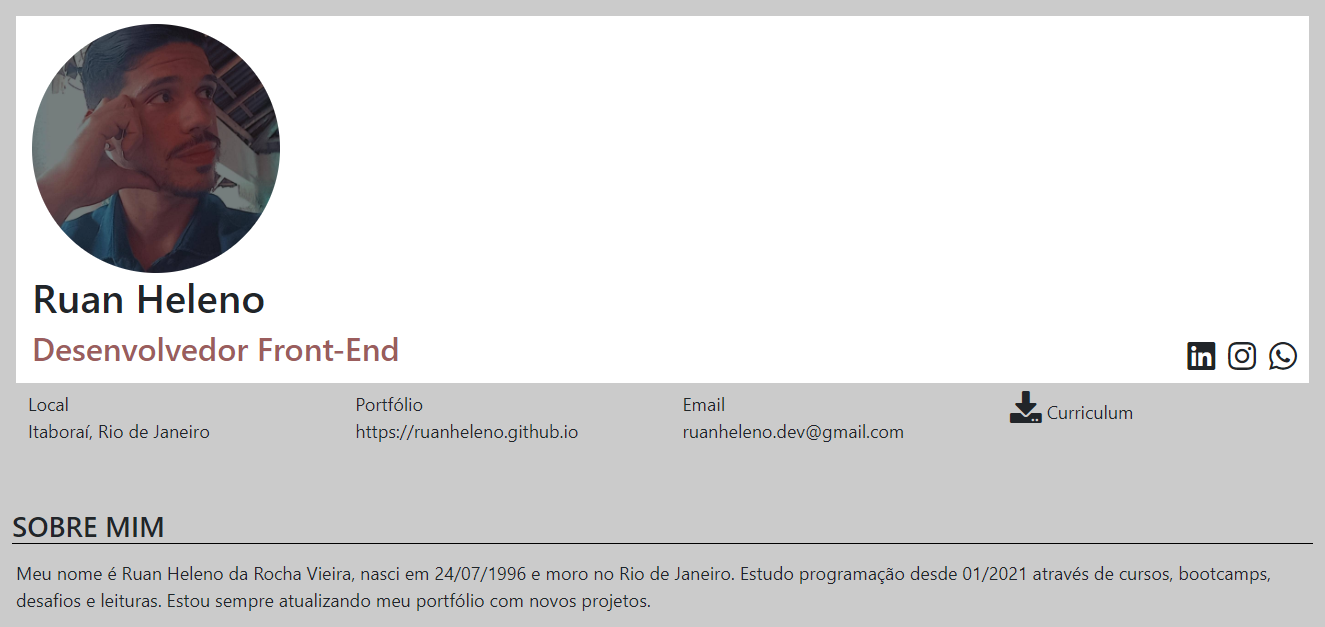 Ruan Heleno
Desenvolvedor Front-End
in
Local
Itaboraí, Rio de Janeiro
Portfólio
https://ruanheleno.github.io
Email
ruanheleno.dev@gmail.com
Curriculum
SOBRE MIM
Meu nome é Ruan Heleno da Rocha Vieira, nasci em 24/07/1996 e moro no Rio de Janeiro. Estudo programação desde 01/2021 através de cursos, bootcamps,
desafios e leituras. Estou sempre atualizando meu portfólio com novos projetos.